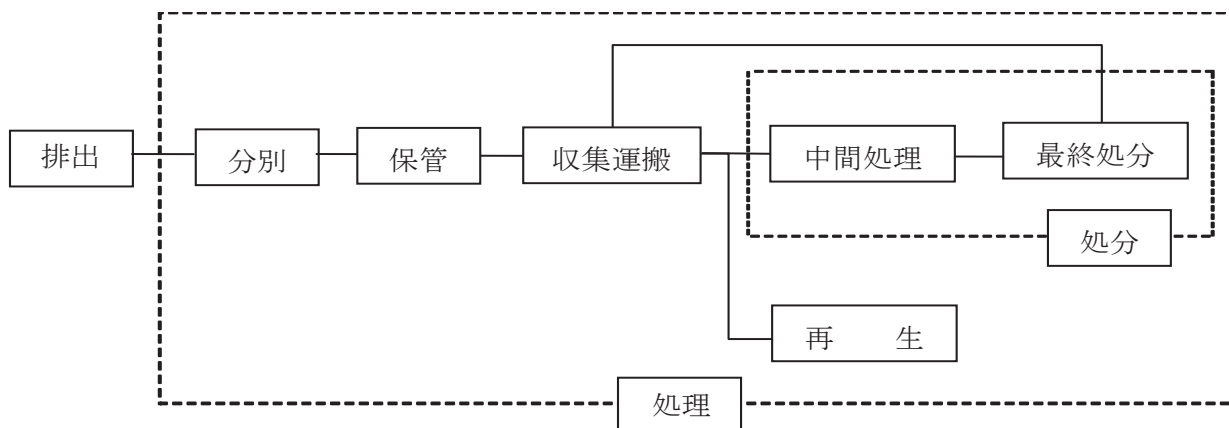 排出
分別
保管
収集運搬
中間処理
最終処分
処分
再　　生
処理